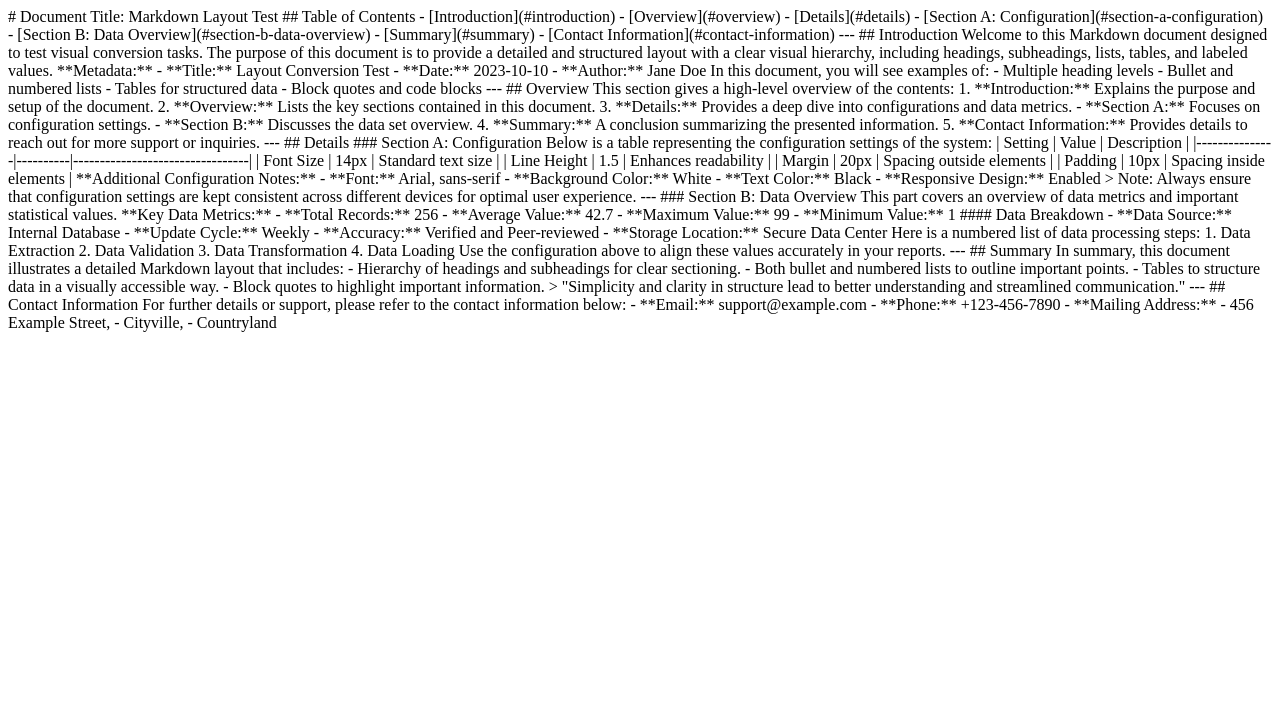 # Document Title: Markdown Layout Test ## Table of Contents - [Introduction](#introduction) - [Overview](#overview) - [Details](#details) - [Section A: Configuration](#section-a-configuration)
- [Section B: Data Overview](#section-b-data-overview) - [Summary](#summary) - [Contact Information](#contact-information) --- ## Introduction Welcome to this Markdown document designed
to test visual conversion tasks. The purpose of this document is to provide a detailed and structured layout with a clear visual hierarchy, including headings, subheadings, lists, tables, and labeled
values. **Metadata:** - **Title:** Layout Conversion Test - **Date:** 2023-10-10 - **Author:** Jane Doe In this document, you will see examples of: - Multiple heading levels - Bullet and
numbered lists - Tables for structured data - Block quotes and code blocks --- ## Overview This section gives a high-level overview of the contents: 1. **Introduction:** Explains the purpose and
setup of the document. 2. **Overview:** Lists the key sections contained in this document. 3. **Details:** Provides a deep dive into configurations and data metrics. - **Section A:** Focuses on
configuration settings. - **Section B:** Discusses the data set overview. 4. **Summary:** A conclusion summarizing the presented information. 5. **Contact Information:** Provides details to
reach out for more support or inquiries. --- ## Details ### Section A: Configuration Below is a table representing the configuration settings of the system: | Setting | Value | Description | |--------------
-|----------|---------------------------------| | Font Size | 14px | Standard text size | | Line Height | 1.5 | Enhances readability | | Margin | 20px | Spacing outside elements | | Padding | 10px | Spacing inside
elements | **Additional Configuration Notes:** - **Font:** Arial, sans-serif - **Background Color:** White - **Text Color:** Black - **Responsive Design:** Enabled > Note: Always ensure
that configuration settings are kept consistent across different devices for optimal user experience. --- ### Section B: Data Overview This part covers an overview of data metrics and important
statistical values. **Key Data Metrics:** - **Total Records:** 256 - **Average Value:** 42.7 - **Maximum Value:** 99 - **Minimum Value:** 1 #### Data Breakdown - **Data Source:**
Internal Database - **Update Cycle:** Weekly - **Accuracy:** Verified and Peer-reviewed - **Storage Location:** Secure Data Center Here is a numbered list of data processing steps: 1. Data
Extraction 2. Data Validation 3. Data Transformation 4. Data Loading Use the configuration above to align these values accurately in your reports. --- ## Summary In summary, this document
illustrates a detailed Markdown layout that includes: - Hierarchy of headings and subheadings for clear sectioning. - Both bullet and numbered lists to outline important points. - Tables to structure
data in a visually accessible way. - Block quotes to highlight important information. > "Simplicity and clarity in structure lead to better understanding and streamlined communication." --- ##
Contact Information For further details or support, please refer to the contact information below: - **Email:** support@example.com - **Phone:** +123-456-7890 - **Mailing Address:** - 456
Example Street, - Cityville, - Countryland